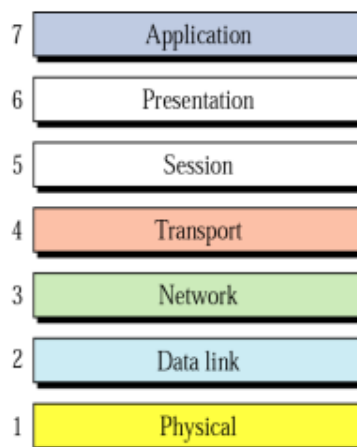 7 Application
6 Presentation
5 Session
4 Transport
3 Network
2 Data link
1 Physical